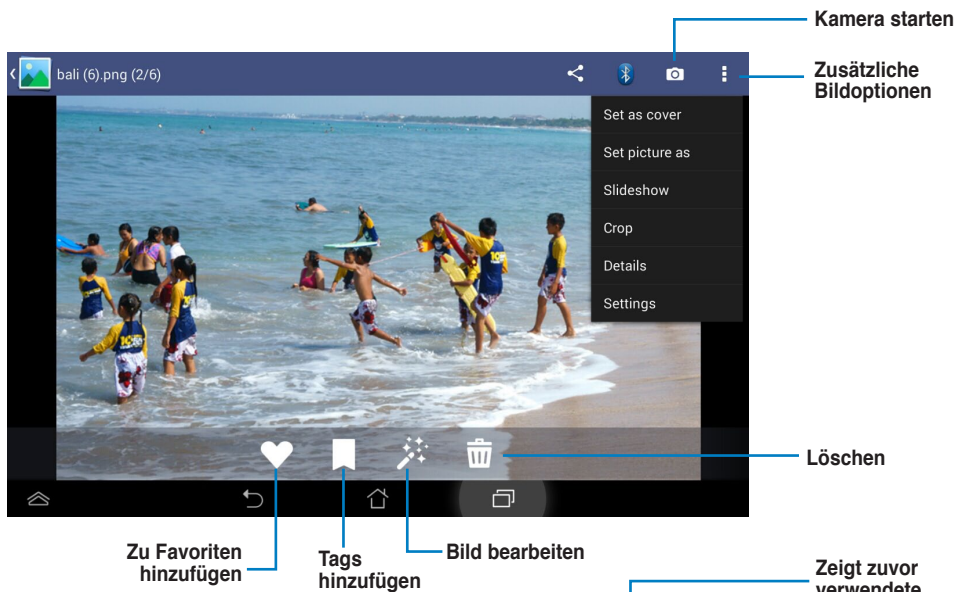 Kamera starten
bali (6).png (2/6)
Zusätzliche
Bildoptionen
Set as cover
Set picture as
Slideshow
Crop
Details
Settings
Löschen
Zu Favoriten
hinzufügen
Tags
hinzufügen
Bild bearbeiten
Zeigt zuvor
verwendete